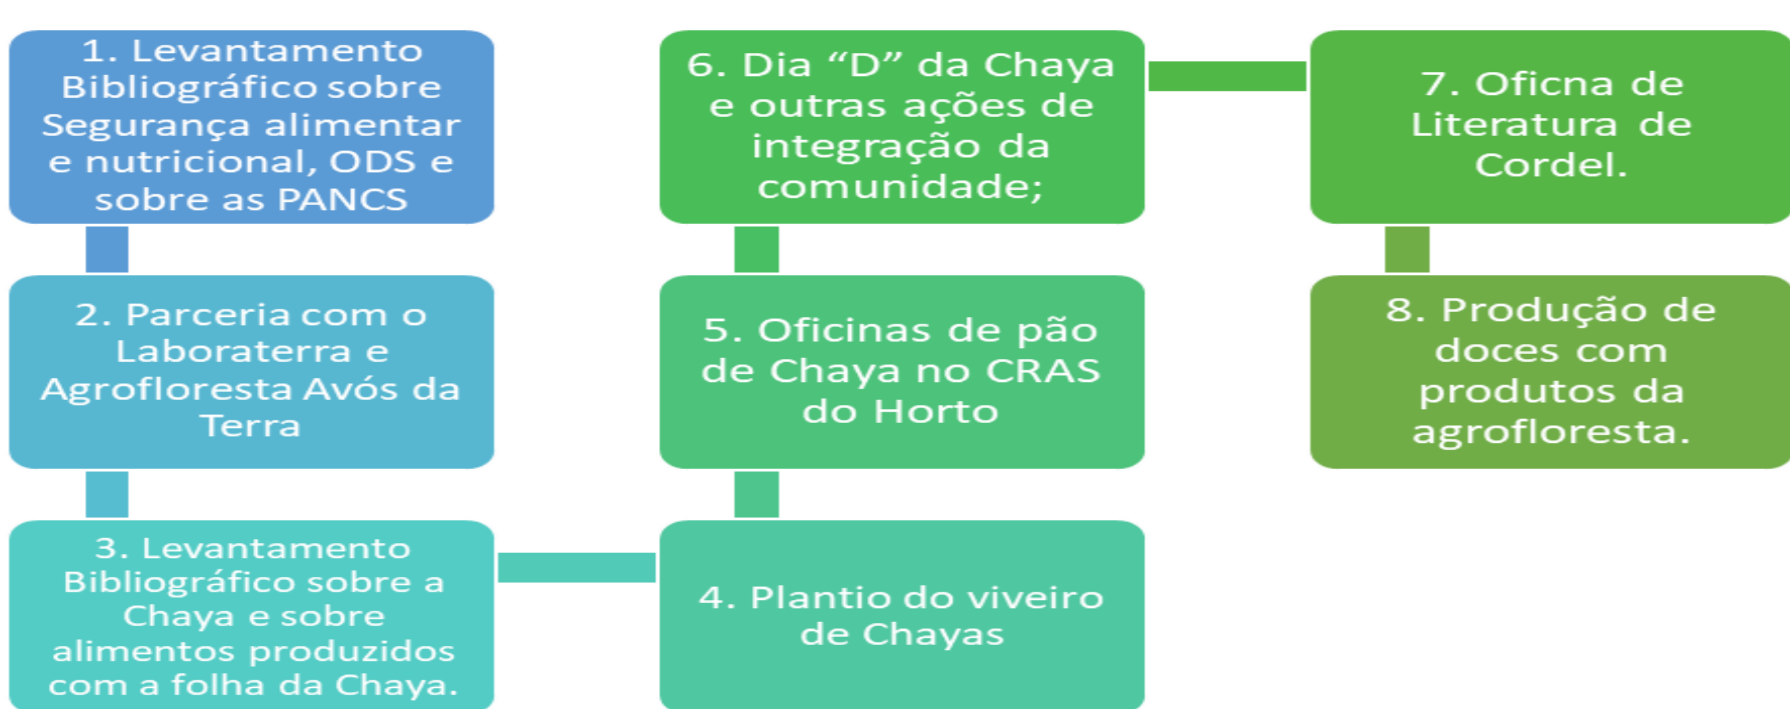 1. Levantamento
Bibliográfico sobre
Segurança alimentar
e nutricional, ODS e
sobre as PANCS
2. Parceria com o
Laboraterra e
Agrofloresta Avós da
Terra
3. Levantamento
Bibliográfico sobre a
Chaya e sobre
alimentos produzidos
com a folha da Chaya.
4. Plantio do viveiro
de Chayas
5. Oficinas de pão
de Chaya no CRAS
do Horto
6. Dia “D” da Chaya
e outras ações de
integração da
comunidade;
7. Oficna de
Literatura de
Cordel.
8. Produção de
doces com
produtos da
agrofloresta.